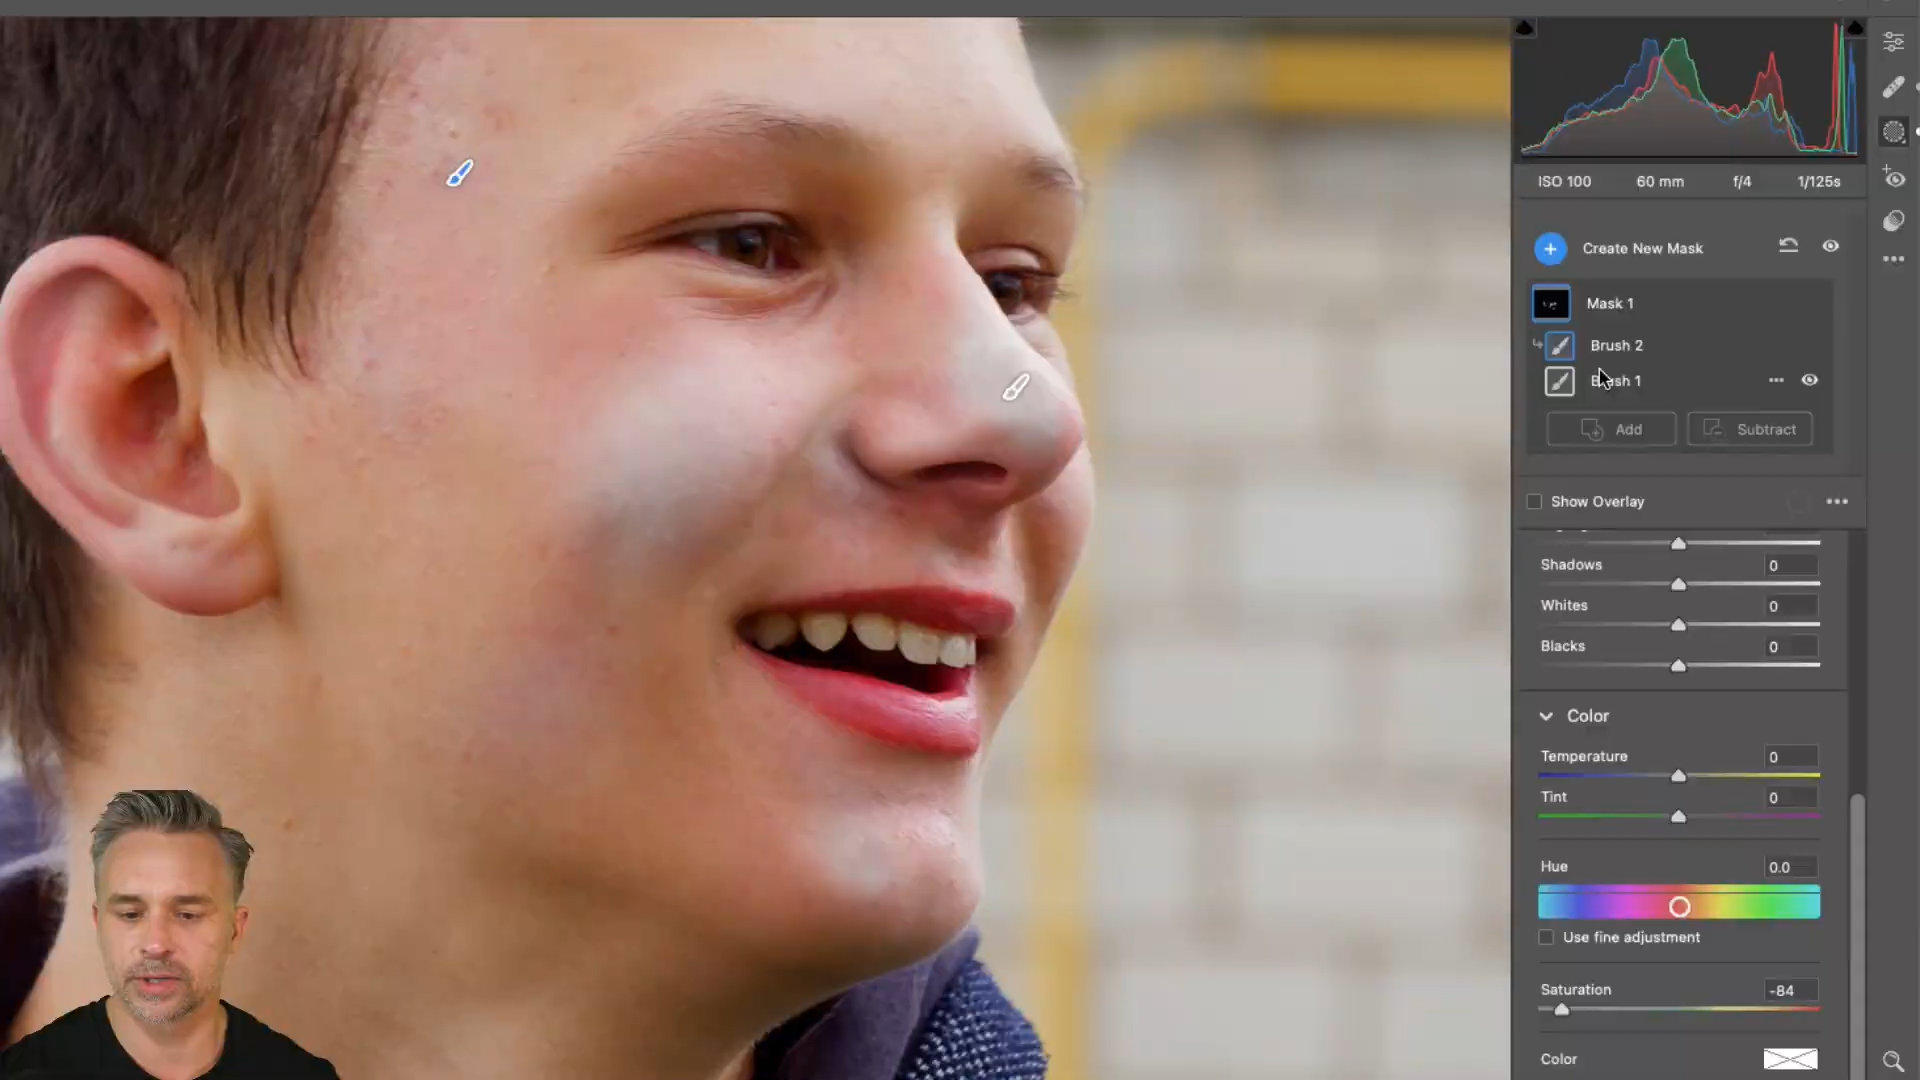 ISO 100 60 mm f/4 1/125s
Create New Mask
Mask 1
Brush 2
Brush 1
Add Subtract
Show Overlay
Shadows 0
Whites 0
Blacks 0
Color
Temperature 0
Tint 0
Hue 0.0
Use fine adjustment
Saturation -84
Color